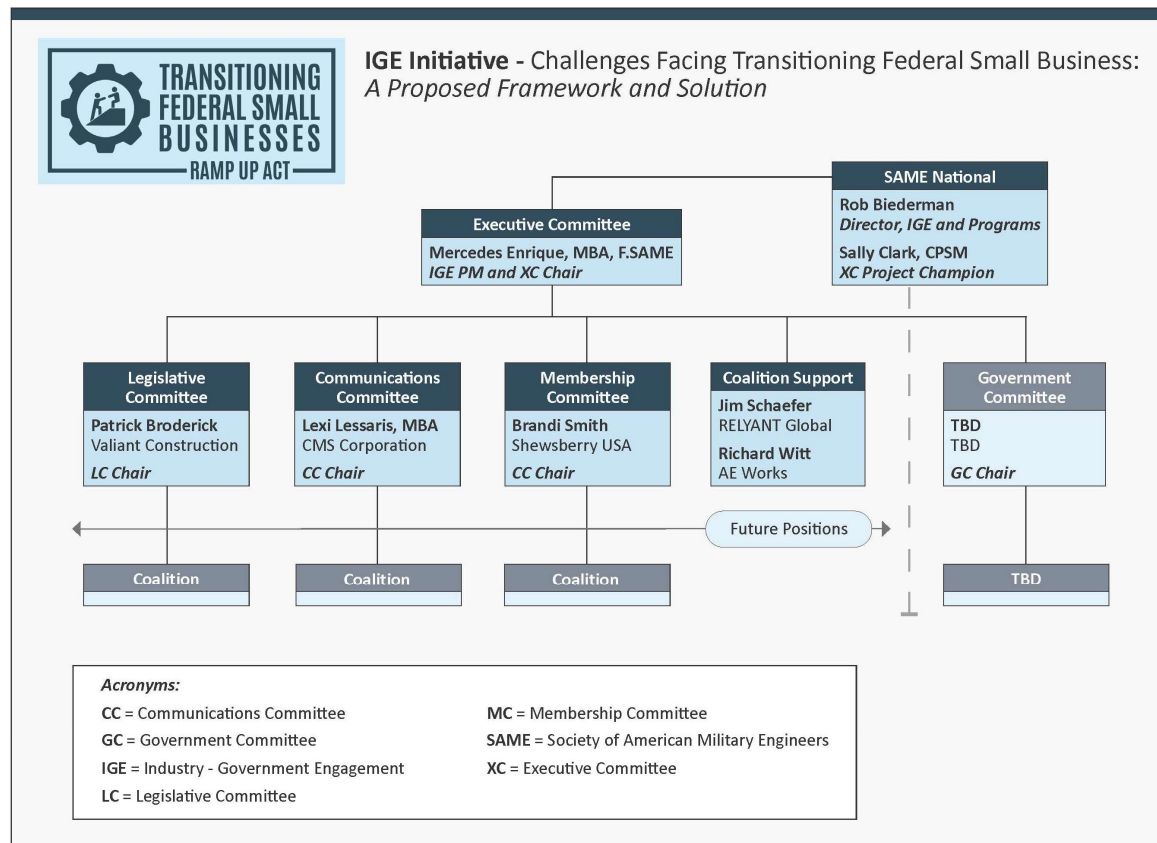 TRANSITIONING
FEDERAL SMALL
BUSINESSES
RAMP UP ACT
IGE Initiative - Challenges Facing Transitioning Federal Small Business:
A Proposed Framework and Solution
SAME National
Rob Biederman
Director, IGE and Programs
Sally Clark, CPSM
XC Project Champion
Executive Committee
Mercedes Enrique, MBA, F.SAME
IGE PM and XC Chair
Legislative
Committee
Patrick Broderick
Valiant Construction
LC Chair
Communications
Committee
Lexi Lessaris, MBA
CMS Corporation
CC Chair
Membership
Committee
Brandi Smith
Shewsberry USA
CC Chair
Coalition Support
Jim Schaefer
RELYANT Global
Richard Witt
AE Works
Government
Committee
TBD
TBD
GC Chair
Future Positions
Coalition
Coalition
Coalition
TBD
Acronyms:
CC = Communications Committee
GC = Government Committee
IGE = Industry - Government Engagement
LC = Legislative Committee
MC = Membership Committee
SAME = Society of American Military Engineers
XC = Executive Committee